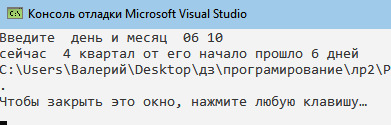 Консоль отладки Microsoft Visual Studio
Введите  день и месяц  06 10
сейчас  4 квартал от его начало прошло 6 дней
C:\Users\Валерий\Desktop\дз\програмирование\лр2\P
.
Чтобы закрыть это окно, нажмите любую клавишу…